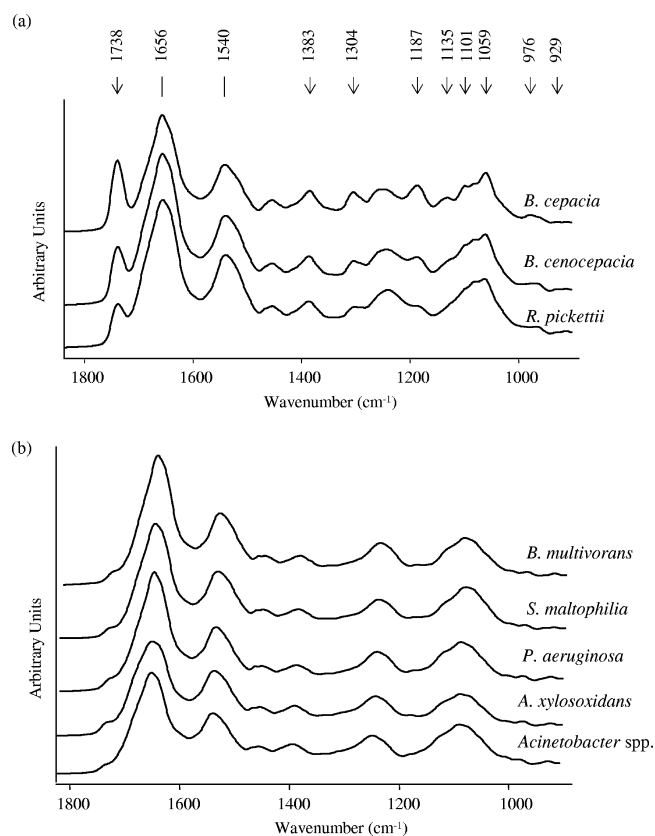 (a)
1738 1656 1540 1383 1304 1187 1135 1101 1059 976 929
B. cepacia
B. cenocepacia
R. pickettii
Arbitrary Units
1800 1600 1400 1200 1000
Wavenumber (cm-1)
(b)
B. multivorans
S. maltophilia
P. aeruginosa
A. xylosoxidans
Acinetobacter spp.
Arbitrary Units
1800 1600 1400 1200 1000
Wavenumber (cm-1)